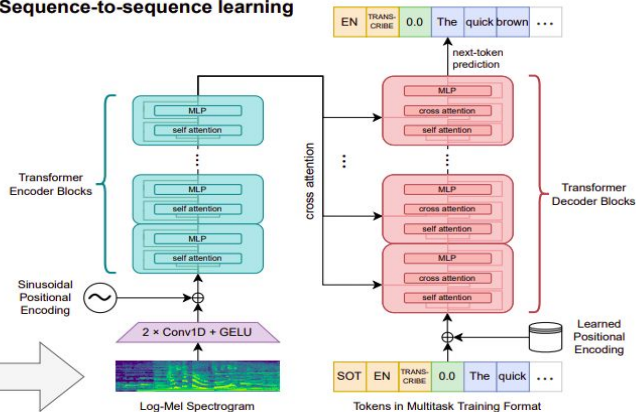 Sequence-to-sequence learning
EN TRANS-CRIBE 0.0 The quick brown ...
next-token
prediction
MLP
self attention
...
MLP
self attention
MLP
self attention
Transformer
Encoder Blocks
cross attention
...
MLP
cross attention
self attention
...
MLP
cross attention
self attention
MLP
cross attention
self attention
Transformer
Decoder Blocks
Sinusoidal
Positional
Encoding
2 × Conv1D + GELU
Learned
Positional
Encoding
SOT EN TRANS-CRIBE 0.0 The quick ...
Log-Mel Spectrogram
Tokens in Multitask Training Format